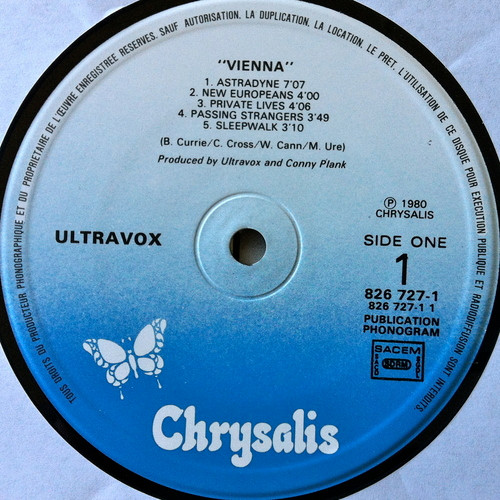 TOUS DROITS DU PRODUCTEUR PHONOGRAPHIQUE ET DU PROPRIETAIRE DE L'ŒUVRE ENREGISTREE RESERVES. SAUF AUTORISATION, LA DUPLICATION, LA LOCATION, LE PRET, L'UTILISATION DE CE DISQUE POUR EXECUTION PUBLIQUE ET RADIODIFFUSION SONT INTERDITS
"VIENNA"
1. ASTRADYNE 7'07
2. NEW EUROPEANS 4'00
3. PRIVATE LIVES 4'06
4. PASSING STRANGERS 3'49
5. SLEEPWALK 3'10
(B. Currie/C. Cross/W. Cann/M. Ure)
Produced by Ultravox and Conny Plank
℗ 1980
CHRYSALIS
ULTRAVOX
SIDE ONE
1
826 727-1
826 727-1 1
PUBLICATION
PHONOGRAM
SACEM
SDRM
Chrysalis